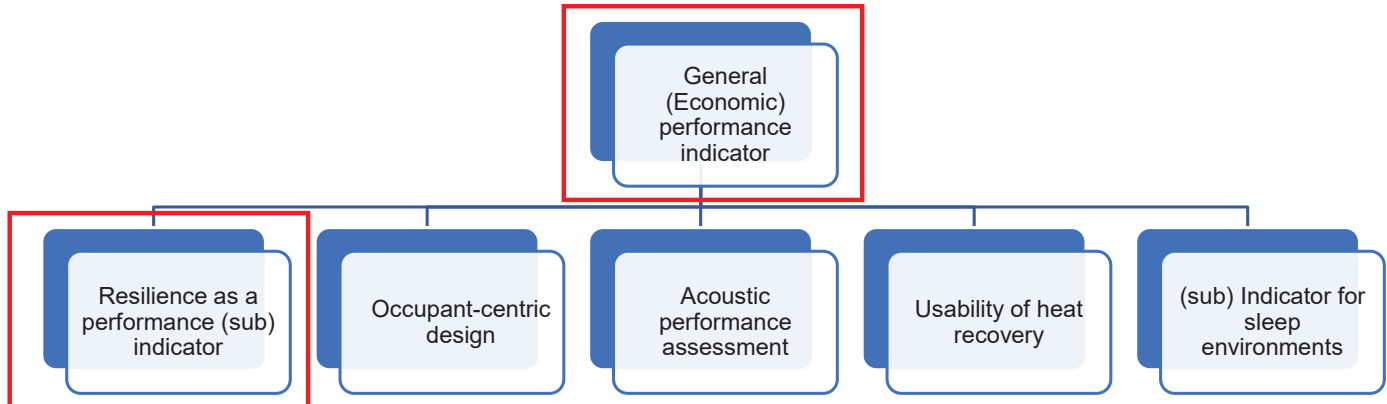 General
(Economic)
performance
indicator
Resilience as a
performance (sub)
indicator
Occupant-centric
design
Acoustic
performance
assessment
Usability of heat
recovery
(sub) Indicator for
sleep
environments